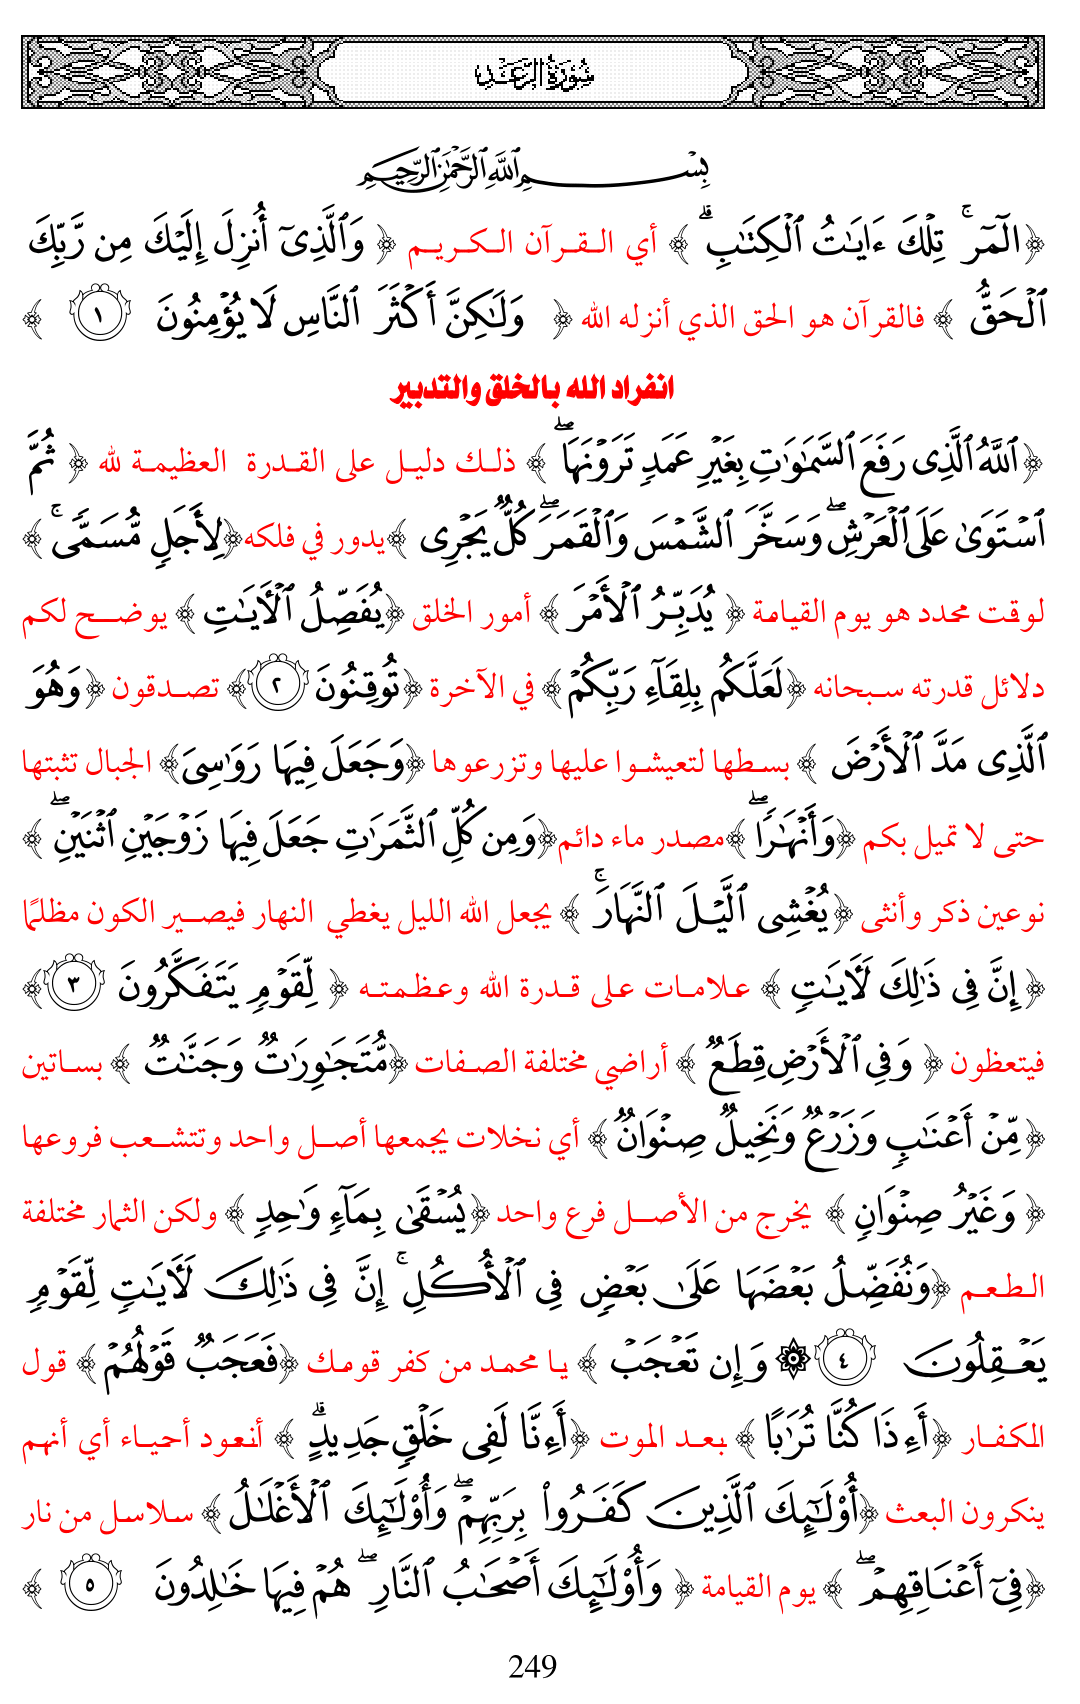 سُورَةُ الرَّعْد
بِسْمِ ٱللَّهِ ٱلرَّحْمَٰنِ ٱلرَّحِيمِ
﴿ الٓمٓر ۚ تِلْكَ ءَايَٰتُ ٱلْكِتَٰبِ ۗ ﴾ أي القرآن الكريم ﴿ وَٱلَّذِىٓ أُنزِلَ إِلَيْكَ مِن رَّبِّكَ
ٱلْحَقُّ ﴾ فالقرآن هو الحق الذي أنزله الله ﴿ وَلَٰكِنَّ أَكْثَرَ ٱلنَّاسِ لَا يُؤْمِنُونَ ١ ﴾
انفراد الله بالخلق والتدبير
﴿ ٱللَّهُ ٱلَّذِى رَفَعَ ٱلسَّمَٰوَٰتِ بِغَيْرِ عَمَدٍ تَرَوْنَهَا ۖ ﴾ ذلك دليل على القدرة العظيمة لله ﴿ ثُمَّ
ٱسْتَوَىٰ عَلَى ٱلْعَرْشِ ۖ وَسَخَّرَ ٱلشَّمْسَ وَٱلْقَمَرَ ۖ كُلٌّ يَجْرِى ﴾ يدور في فلكه ﴿ لِأَجَلٍ مُّسَمًّى ۚ ﴾
لوقت محدد هو يوم القيامة ﴿ يُدَبِّرُ ٱلْأَمْرَ ﴾ أمور الخلق ﴿ يُفَصِّلُ ٱلْآيَٰتِ ﴾ يوضح لكم
دلائل قدرته سبحانه ﴿ لَعَلَّكُم بِلِقَآءِ رَبِّكُمْ ﴾ في الآخرة ﴿ تُوقِنُونَ ٢ ﴾ تصدقون ﴿ وَهُوَ
ٱلَّذِى مَدَّ ٱلْأَرْضَ ﴾ بسطها لتعيشوا عليها وتزرعوها ﴿ وَجَعَلَ فِيهَا رَوَٰسِىَ ﴾ الجبال تثبتها
حتى لا تميل بكم ﴿ وَأَنْهَٰرًا ۖ ﴾ مصدر ماء دائم ﴿ وَمِن كُلِّ ٱلثَّمَرَٰتِ جَعَلَ فِيهَا زَوْجَيْنِ ٱثْنَيْنِ ۖ ﴾
نوعين ذكر وأنثى ﴿ يُغْشِى ٱلَّيْلَ ٱلنَّهَارَ ۚ ﴾ يجعل الله الليل يغطي النهار فيصير الكون مظلمًا
﴿ إِنَّ فِى ذَٰلِكَ لَآيَٰتٍ ﴾ علامات على قدرة الله وعظمته ﴿ لِّقَوْمٍ يَتَفَكَّرُونَ ٣ ﴾
فيتعظون ﴿ وَفِى ٱلْأَرْضِ قِطَعٌ ﴾ أراضي مختلفة الصفات ﴿ مُّتَجَٰوِرَٰتٌ وَجَنَّٰتٌ ﴾ بساتين
﴿ مِّنْ أَعْنَٰبٍ وَزَرْعٌ وَنَخِيلٌ صِنْوَانٌ ﴾ أي نخلات يجمعها أصل واحد وتتشعب فروعها
﴿ وَغَيْرُ صِنْوَانٍ ﴾ يخرج من الأصل فرع واحد ﴿ يُسْقَىٰ بِمَآءٍ وَٰحِدٍ ﴾ ولكن الثمار مختلفة
الطعم ﴿ وَنُفَضِّلُ بَعْضَهَا عَلَىٰ بَعْضٍ فِى ٱلْأُكُلِ ۚ إِنَّ فِى ذَٰلِكَ لَآيَٰتٍ لِّقَوْمٍ
يَعْقِلُونَ ٤ ۞ وَإِن تَعْجَبْ ﴾ يا محمد من كفر قومك ﴿ فَعَجَبٌ قَوْلُهُمْ ﴾ قول
الكفار ﴿ أَءِذَا كُنَّا تُرَٰبًا ﴾ بعد الموت ﴿ أَءِنَّا لَفِى خَلْقٍ جَدِيدٍ ۗ ﴾ أنعود أحياء أي أنهم
ينكرون البعث ﴿ أُو۟لَٰٓئِكَ ٱلَّذِينَ كَفَرُوا۟ بِرَبِّهِمْ ۖ وَأُو۟لَٰٓئِكَ ٱلْأَغْلَٰلُ ﴾ سلاسل من نار
﴿ فِىٓ أَعْنَاقِهِمْ ۖ ﴾ يوم القيامة ﴿ وَأُو۟لَٰٓئِكَ أَصْحَٰبُ ٱلنَّارِ ۖ هُمْ فِيهَا خَٰلِدُونَ ٥ ﴾
249